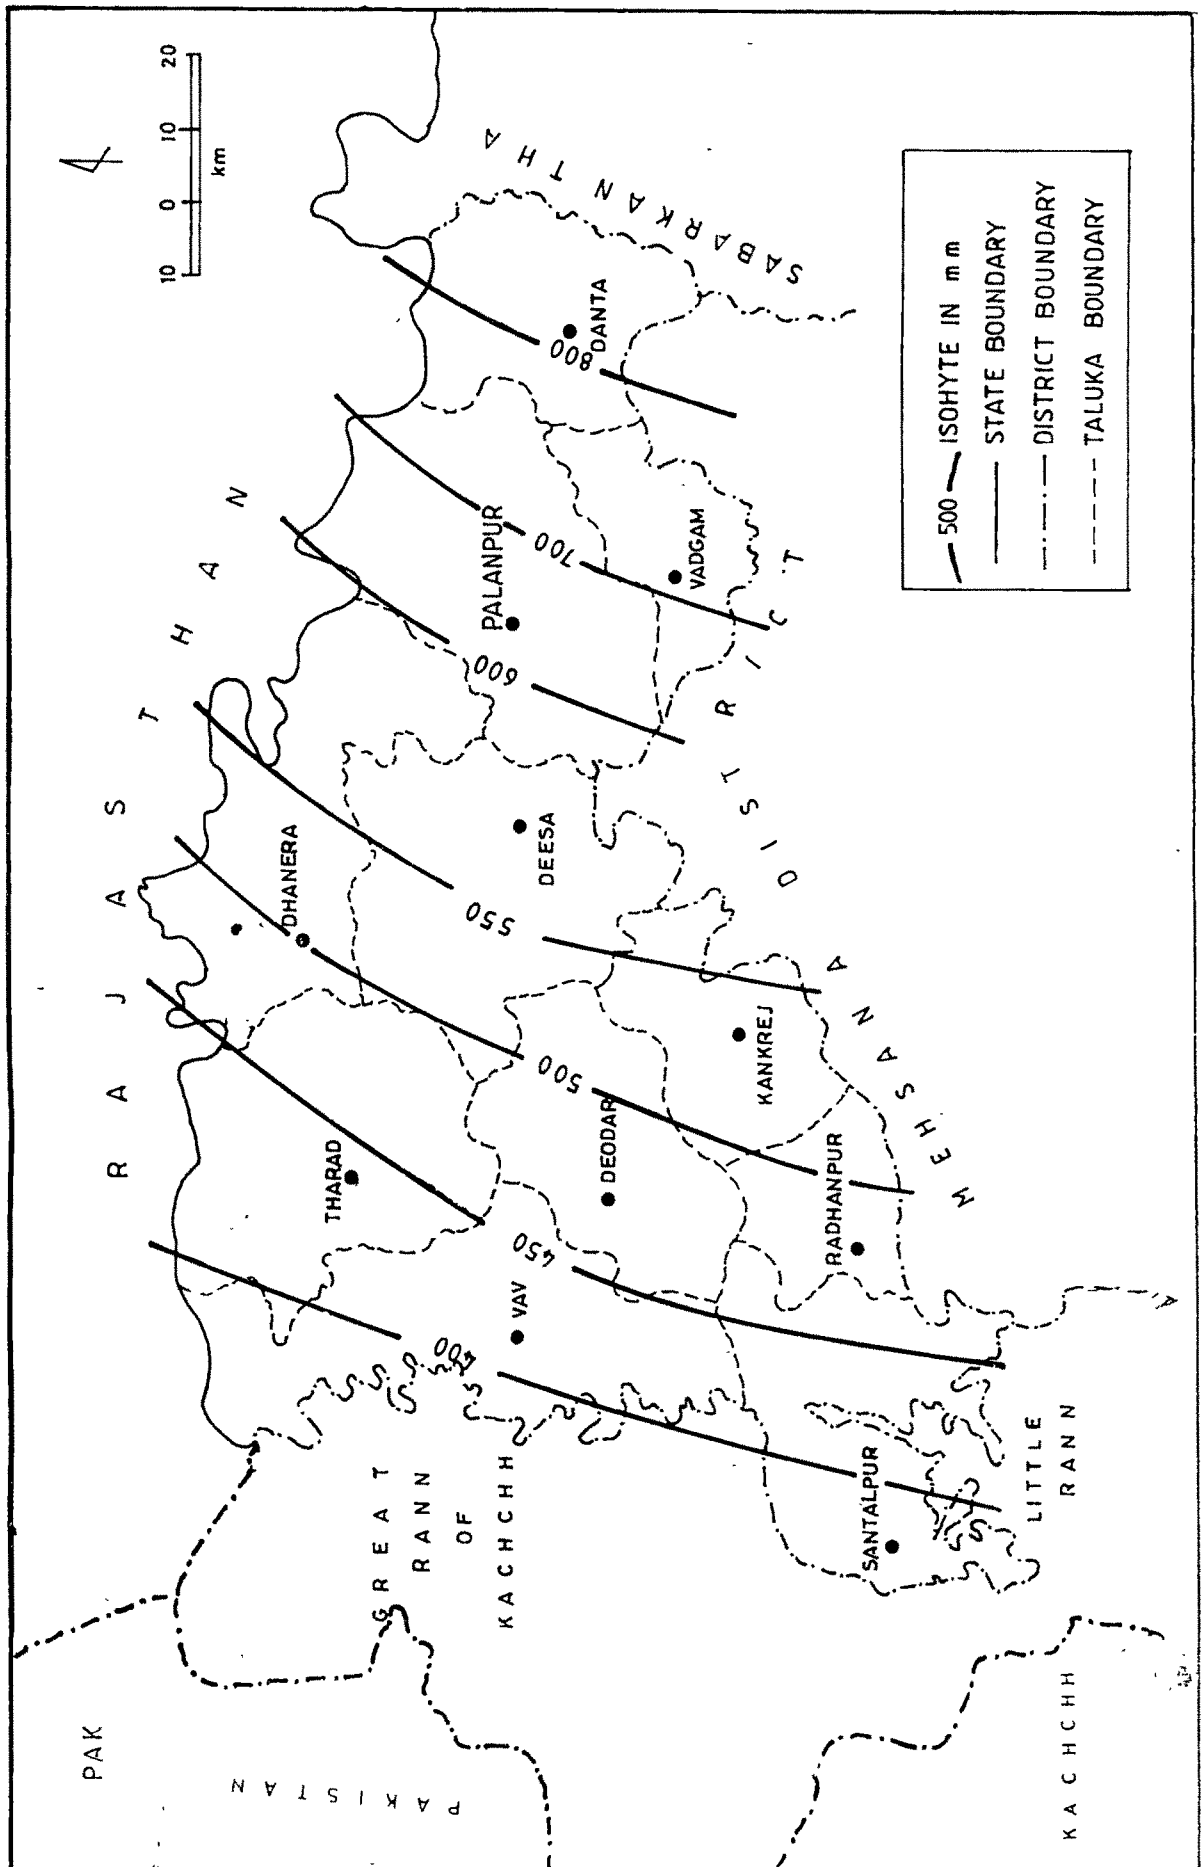 PAK
PAKISTAN
RAJASTHAN
20
10
0
10
km
GREAT
RANN
OF
KACHCHH
THARAD
DHANERA
VAV
DEODAR
DEESA
PALANPUR
DANTA
VADGAM
KANKREJ
RADHANPUR
SANTALPUR
400
450
500
550
600
700
800
LITTLE
RANN
KACHCHH
MEHSANA DISTRICT
SABARKANTHA
500 ISOHYTE IN mm
STATE BOUNDARY
DISTRICT BOUNDARY
TALUKA BOUNDARY